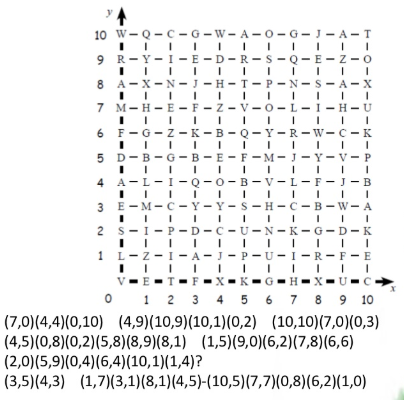 y
10 W-Q-C-G-W-A-O-G-J-A-T
9 R-Y-I-E-D-R-S-Q-E-Z-O
8 A-X-N-J-H-T-P-N-S-A-X
7 M-H-E-F-Z-V-O-L-I-H-U
6 F-G-Z-K-B-Q-Y-R-W-C-K
5 D-B-G-B-E-F-M-J-Y-V-P
4 A-L-I-Q-O-B-V-L-F-J-B
3 E-M-C-Y-Y-S-H-C-B-W-A
2 S-I-P-D-C-U-N-K-G-D-K
1 L-Z-I-A-J-P-U-I-R-F-E
V-E-T-F-X-K-G-H-X-U-C x
0 1 2 3 4 5 6 7 8 9 10
(7,0)(4,4)(0,10) (4,9)(10,9)(10,1)(0,2) (10,10)(7,0)(0,3)
(4,5)(0,8)(0,2)(5,8)(8,9)(8,1) (1,5)(9,0)(6,2)(7,8)(6,6)
(2,0)(5,9)(0,4)(6,4)(10,1)(1,4)?
(3,5)(4,3) (1,7)(3,1)(8,1)(4,5)-(10,5)(7,7)(0,8)(6,2)(1,0)